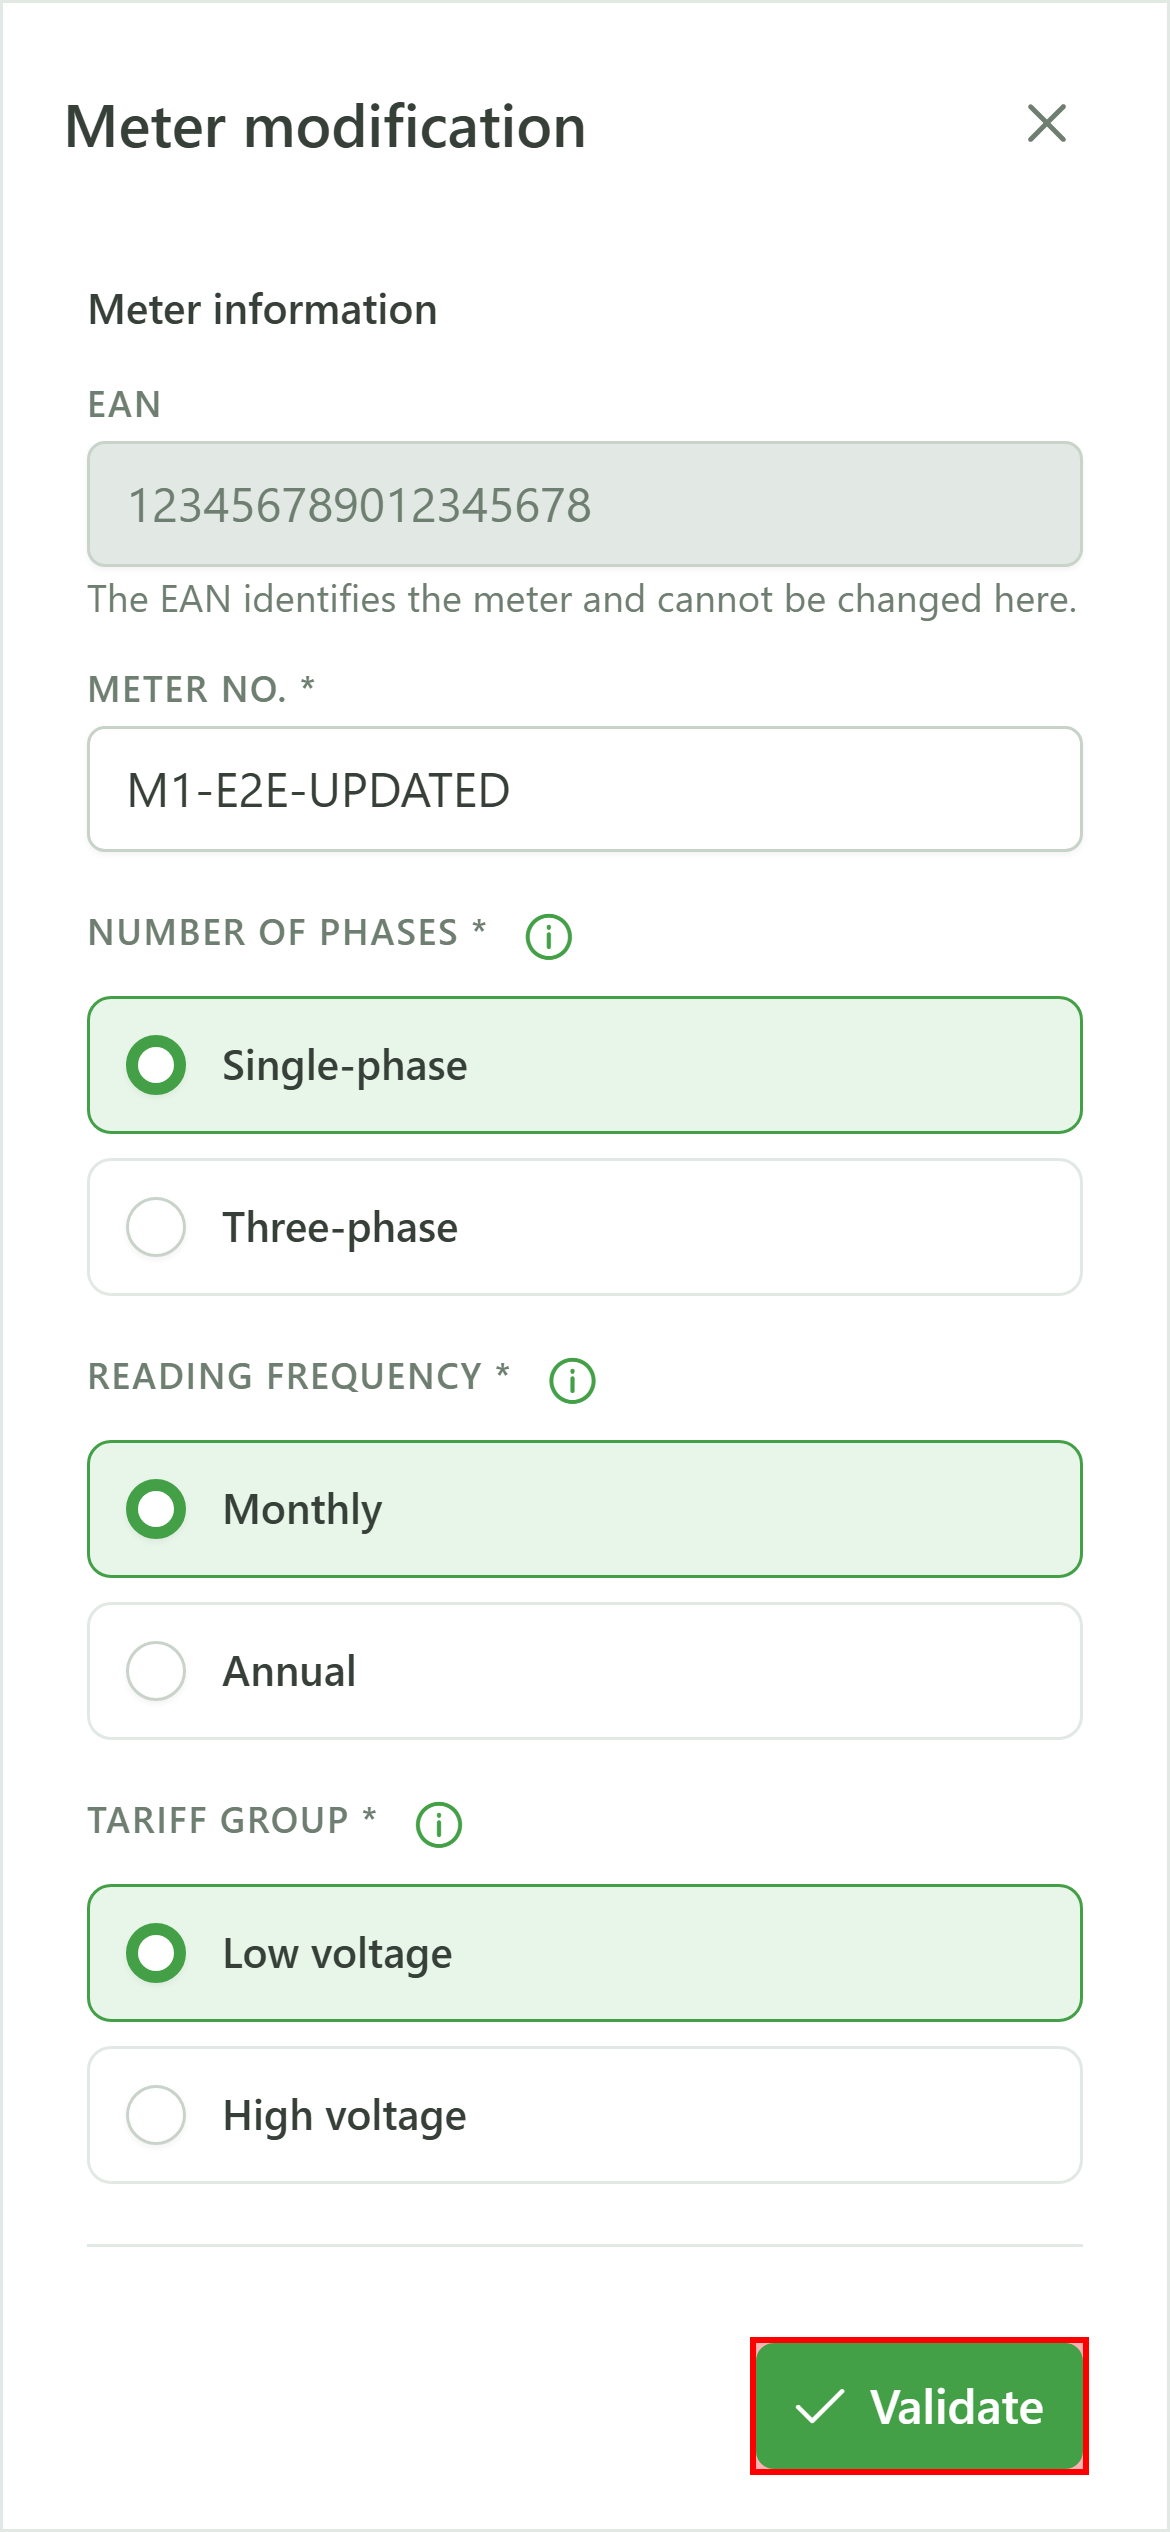 Meter modification
Meter information
EAN
123456789012345678
The EAN identifies the meter and cannot be changed here.
METER NO. *
M1-E2E-UPDATED
NUMBER OF PHASES *
Single-phase
Three-phase
READING FREQUENCY *
Monthly
Annual
TARIFF GROUP *
Low voltage
High voltage
Validate